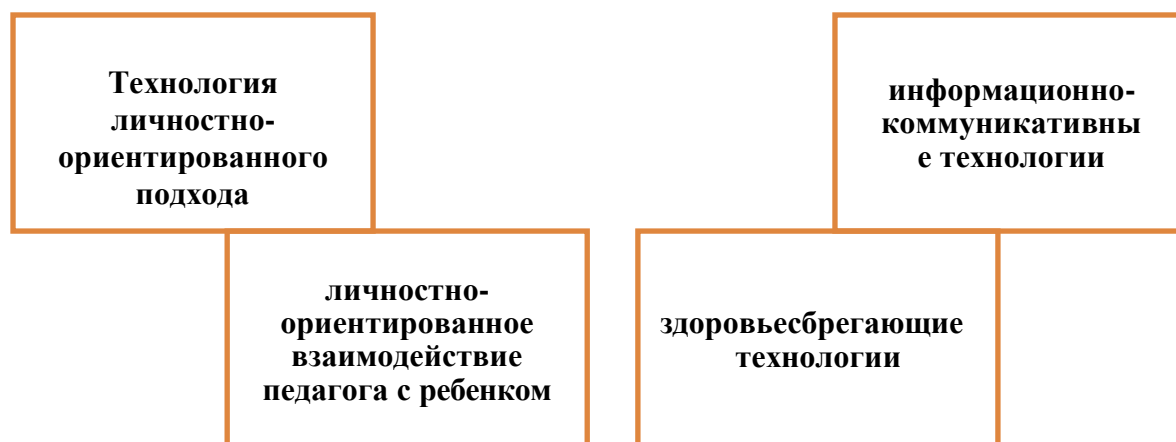 Технология
личностно-
ориентированного
подхода
информационно-
коммуникативны
е технологии
личностно-
ориентированное
взаимодействие
педагога с ребенком
здоровьесбрегающие
технологии